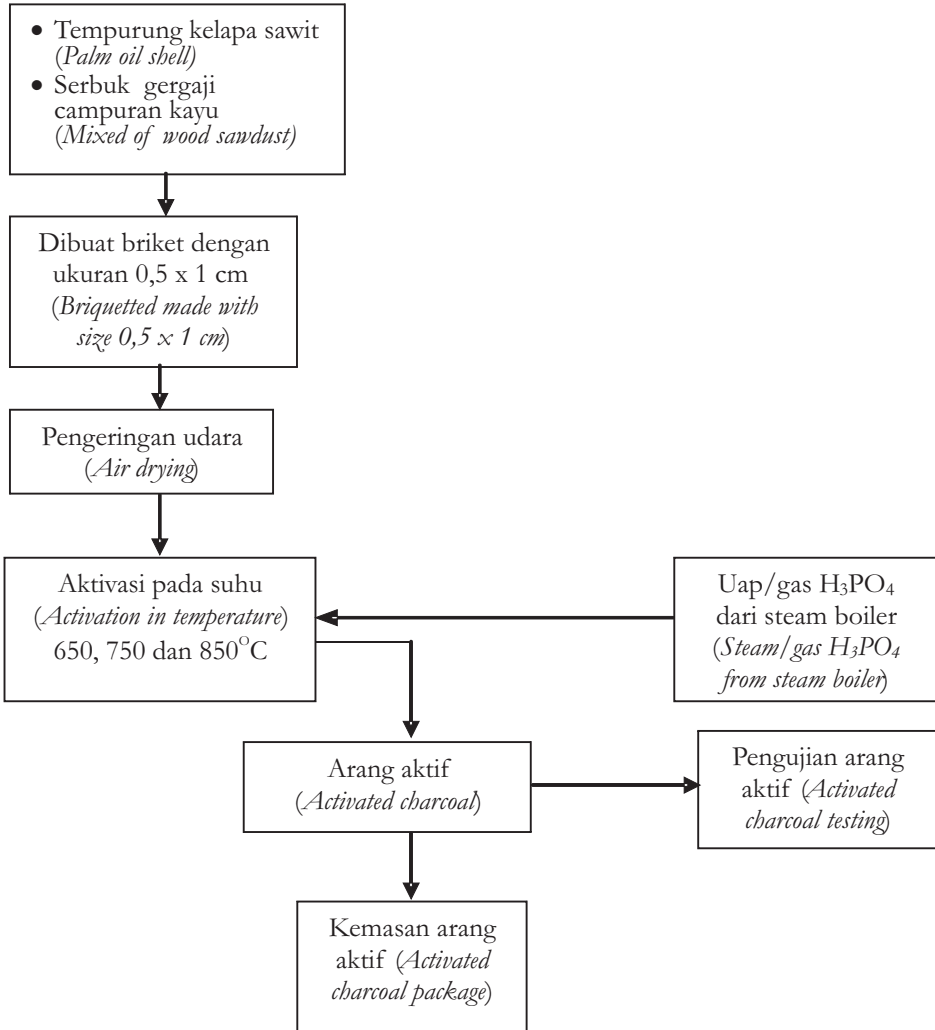 • Tempurung kelapa sawit
(Palm oil shell)
• Serbuk gergaji
campuran kayu
(Mixed of wood sawdust)
Dibuat briket dengan
ukuran 0,5 x 1 cm
(Briquetted made with
size 0,5 x 1 cm)
Pengeringan udara
(Air drying)
Aktivasi pada suhu
(Activation in temperature)
650, 750 dan 850°C
Uap/gas H₃PO₄
dari steam boiler
(Steam/gas H₃PO₄
from steam boiler)
Arang aktif
(Activated charcoal)
Pengujian arang
aktif (Activated
charcoal testing)
Kemasan arang
aktif (Activated
charcoal package)